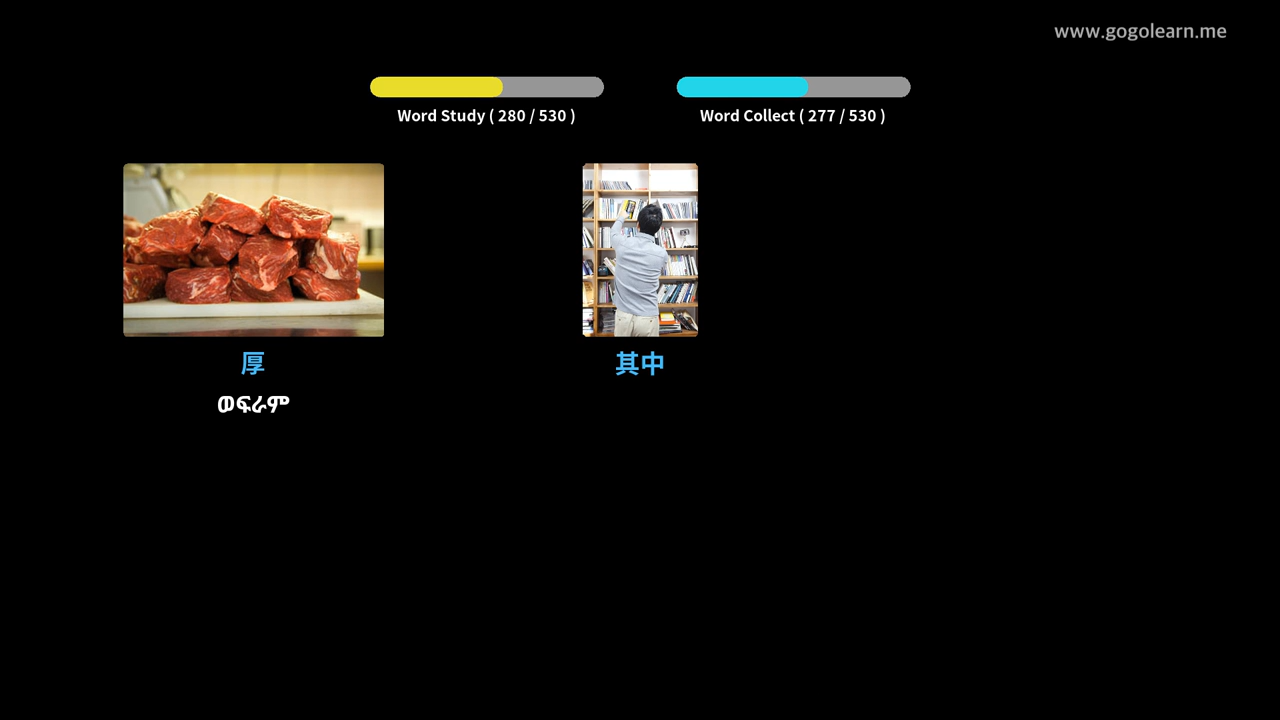 www.gogolearn.me
Word Study ( 280 / 530 )
Word Collect ( 277 / 530 )
厚
其中
ወፍራም